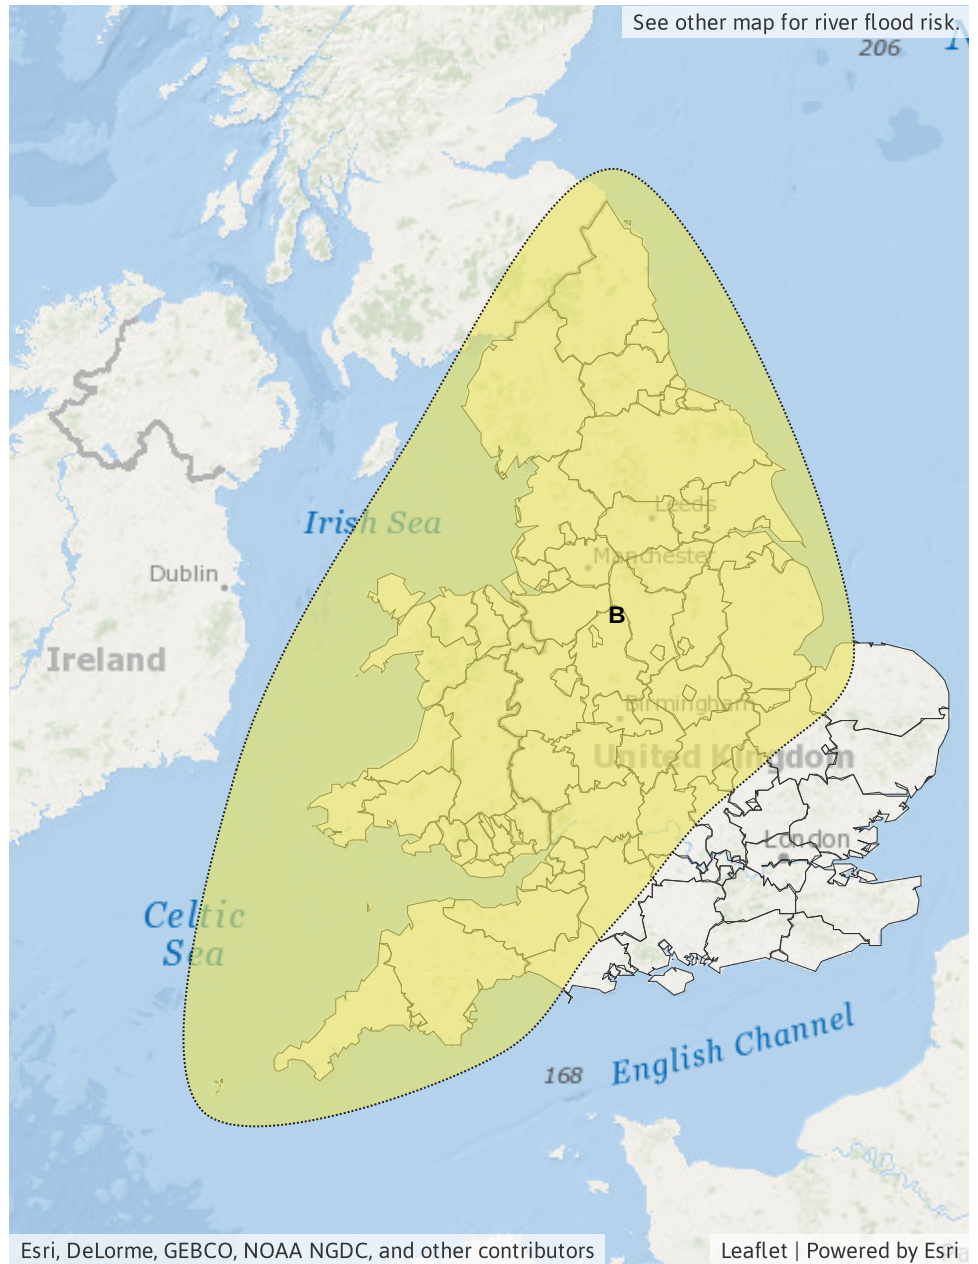 See other map for river flood risk.
206
Leeds
Irish Sea
Manchester
Dublin
B
Ireland
Birmingham
United Kingdom
London
Celtic
Sea
English Channel
168
Esri, DeLorme, GEBCO, NOAA NGDC, and other contributors
Leaflet | Powered by Esri